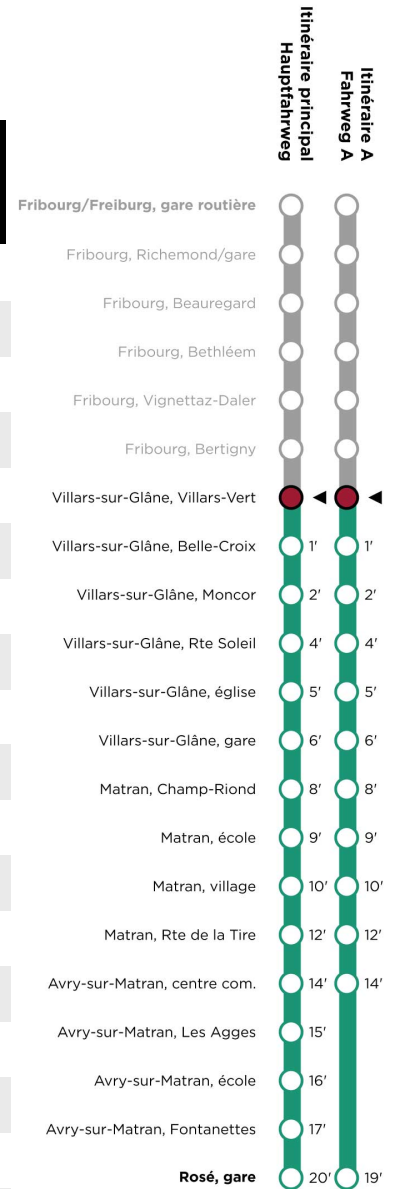 Itinéraire principal
Hauptfahrweg
Itinéraire A
Fahrweg A
Fribourg/Freiburg, gare routière
Fribourg, Richemond/gare
Fribourg, Beauregard
Fribourg, Bethléem
Fribourg, Vignettaz-Daler
Fribourg, Bertigny
Villars-sur-Glâne, Villars-Vert
Villars-sur-Glâne, Belle-Croix 1' 1'
Villars-sur-Glâne, Moncor 2' 2'
Villars-sur-Glâne, Rte Soleil 4' 4'
Villars-sur-Glâne, église 5' 5'
Villars-sur-Glâne, gare 6' 6'
Matran, Champ-Riond 8' 8'
Matran, école 9' 9'
Matran, village 10' 10'
Matran, Rte de la Tire 12' 12'
Avry-sur-Matran, centre com. 14' 14'
Avry-sur-Matran, Les Agges 15'
Avry-sur-Matran, école 16'
Avry-sur-Matran, Fontanettes 17'
Rosé, gare 20' 19'